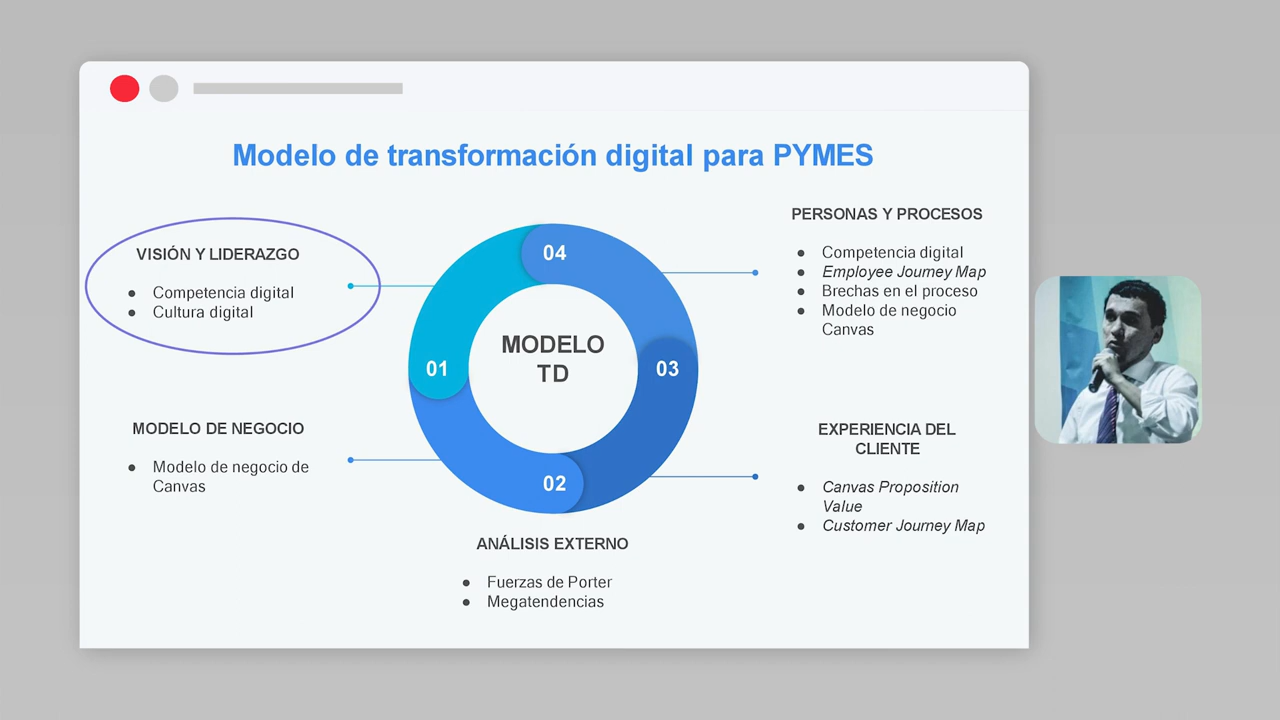 Modelo de transformación digital para PYMES
VISIÓN Y LIDERAZGO
● Competencia digital
● Cultura digital
MODELO DE NEGOCIO
● Modelo de negocio de
Canvas
04
01
03
02
MODELO
TD
ANÁLISIS EXTERNO
● Fuerzas de Porter
● Megatendencias
PERSONAS Y PROCESOS
● Competencia digital
● Employee Journey Map
● Brechas en el proceso
● Modelo de negocio
Canvas
EXPERIENCIA DEL
CLIENTE
● Canvas Proposition
Value
● Customer Journey Map